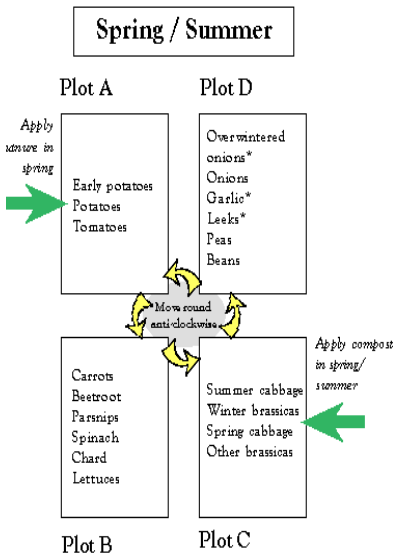 Spring / Summer
Plot A
Plot D
Apply
anure in
spring
Early potatoes
Potatoes
Tomatoes
Overwintered
onions*
Onions
Garlic*
Leeks*
Peas
Beans
Move round
anti-clockwise
Apply compost
in spring/
summer
Carrots
Beetroot
Parsnips
Spinach
Chard
Lettuces
Summer cabbage
Winter brassicas
Spring cabbage
Other brassicas
Plot B
Plot C